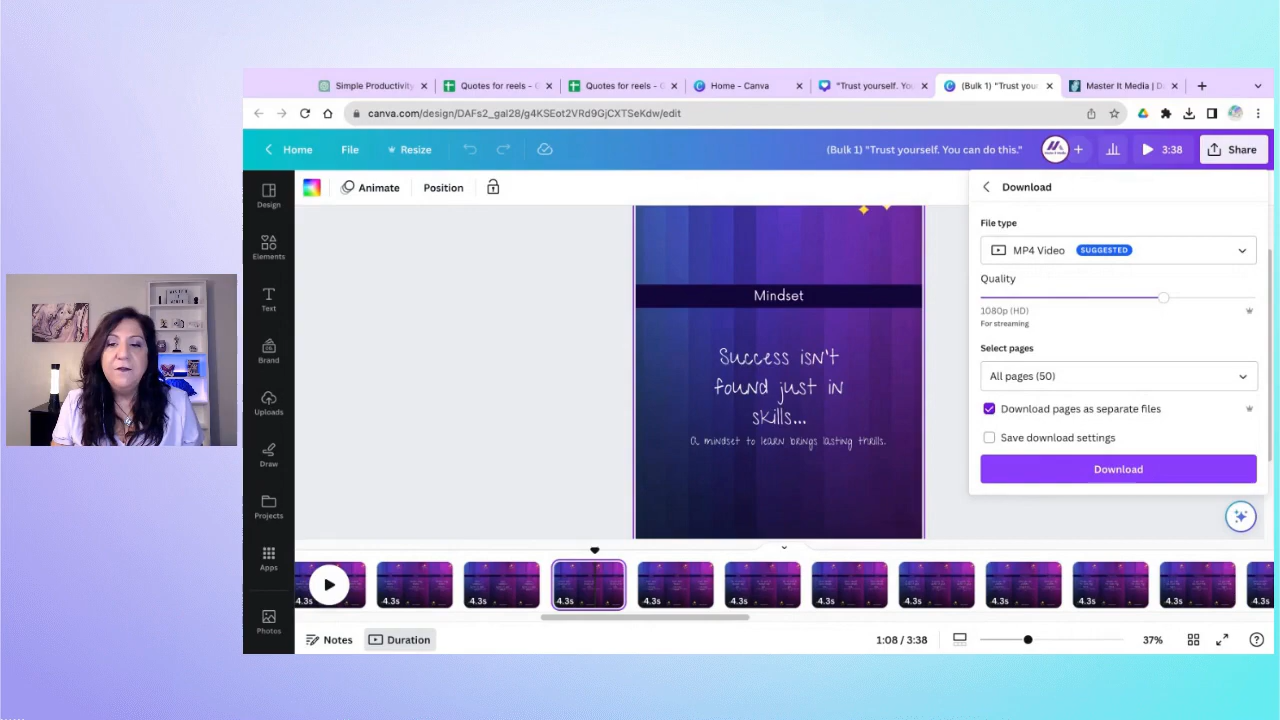 Simple Productivity
Quotes for reels - G
Quotes for reels - G
Home - Canva
"Trust yourself. You
(Bulk 1) "Trust you
Master It Media | D
canva.com/design/DAFs2_gal28/g4KSEot2VRd9GjCXTSeKdw/edit
Home
File
Resize
(Bulk 1) "Trust yourself. You can do this."
3:38
Share
Animate
Position
Design
Elements
Text
Brand
Uploads
Draw
Projects
Apps
Photos
Mindset
Success isn't
found just in
skills...
A mindset to learn brings lasting thrills.
Download
File type
MP4 Video SUGGESTED
Quality
1080p (HD)
For streaming
Select pages
All pages (50)
Download pages as separate files
Save download settings
Download
4.3s
4.3s
4.3s
4.3s
4.3s
4.3s
4.3s
4.3s
4.3s
4.3s
4.3s
4.3s
Notes
Duration
1:08 / 3:38
37%